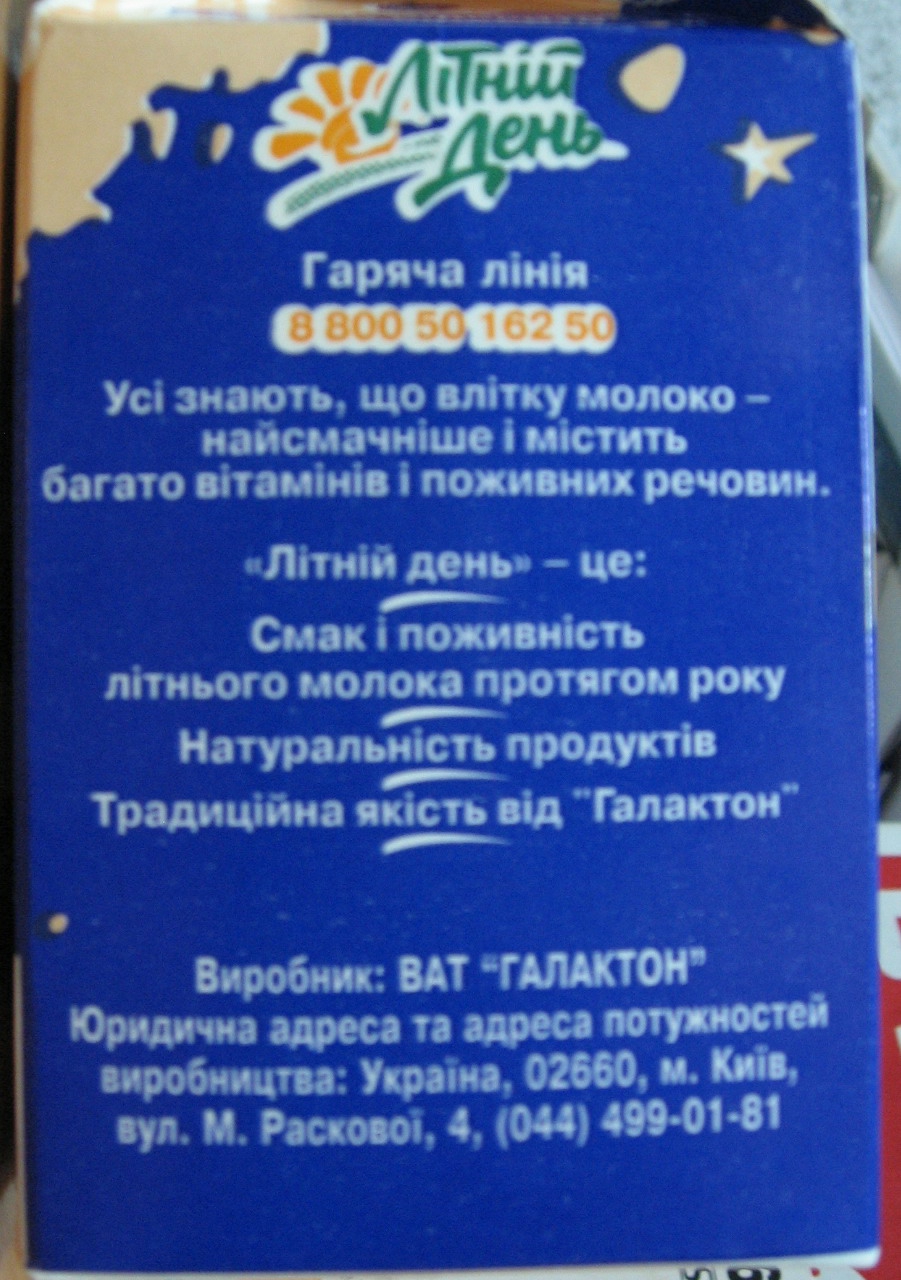 Літній
День
Гаряча лінія
8 800 50 162 50
Усі знають, що влітку молоко –
найсмачніше і містить
багато вітамінів і поживних речовин.
«Літній день» – це:
Смак і поживність
літнього молока протягом року
Натуральність продуктів
Традиційна якість від "Галактон"
Виробник: ВАТ “ГАЛАКТОН”
Юридична адреса та адреса потужностей
виробництва: Україна, 02660, м. Київ,
вул. М. Раскової, 4, (044) 499-01-81